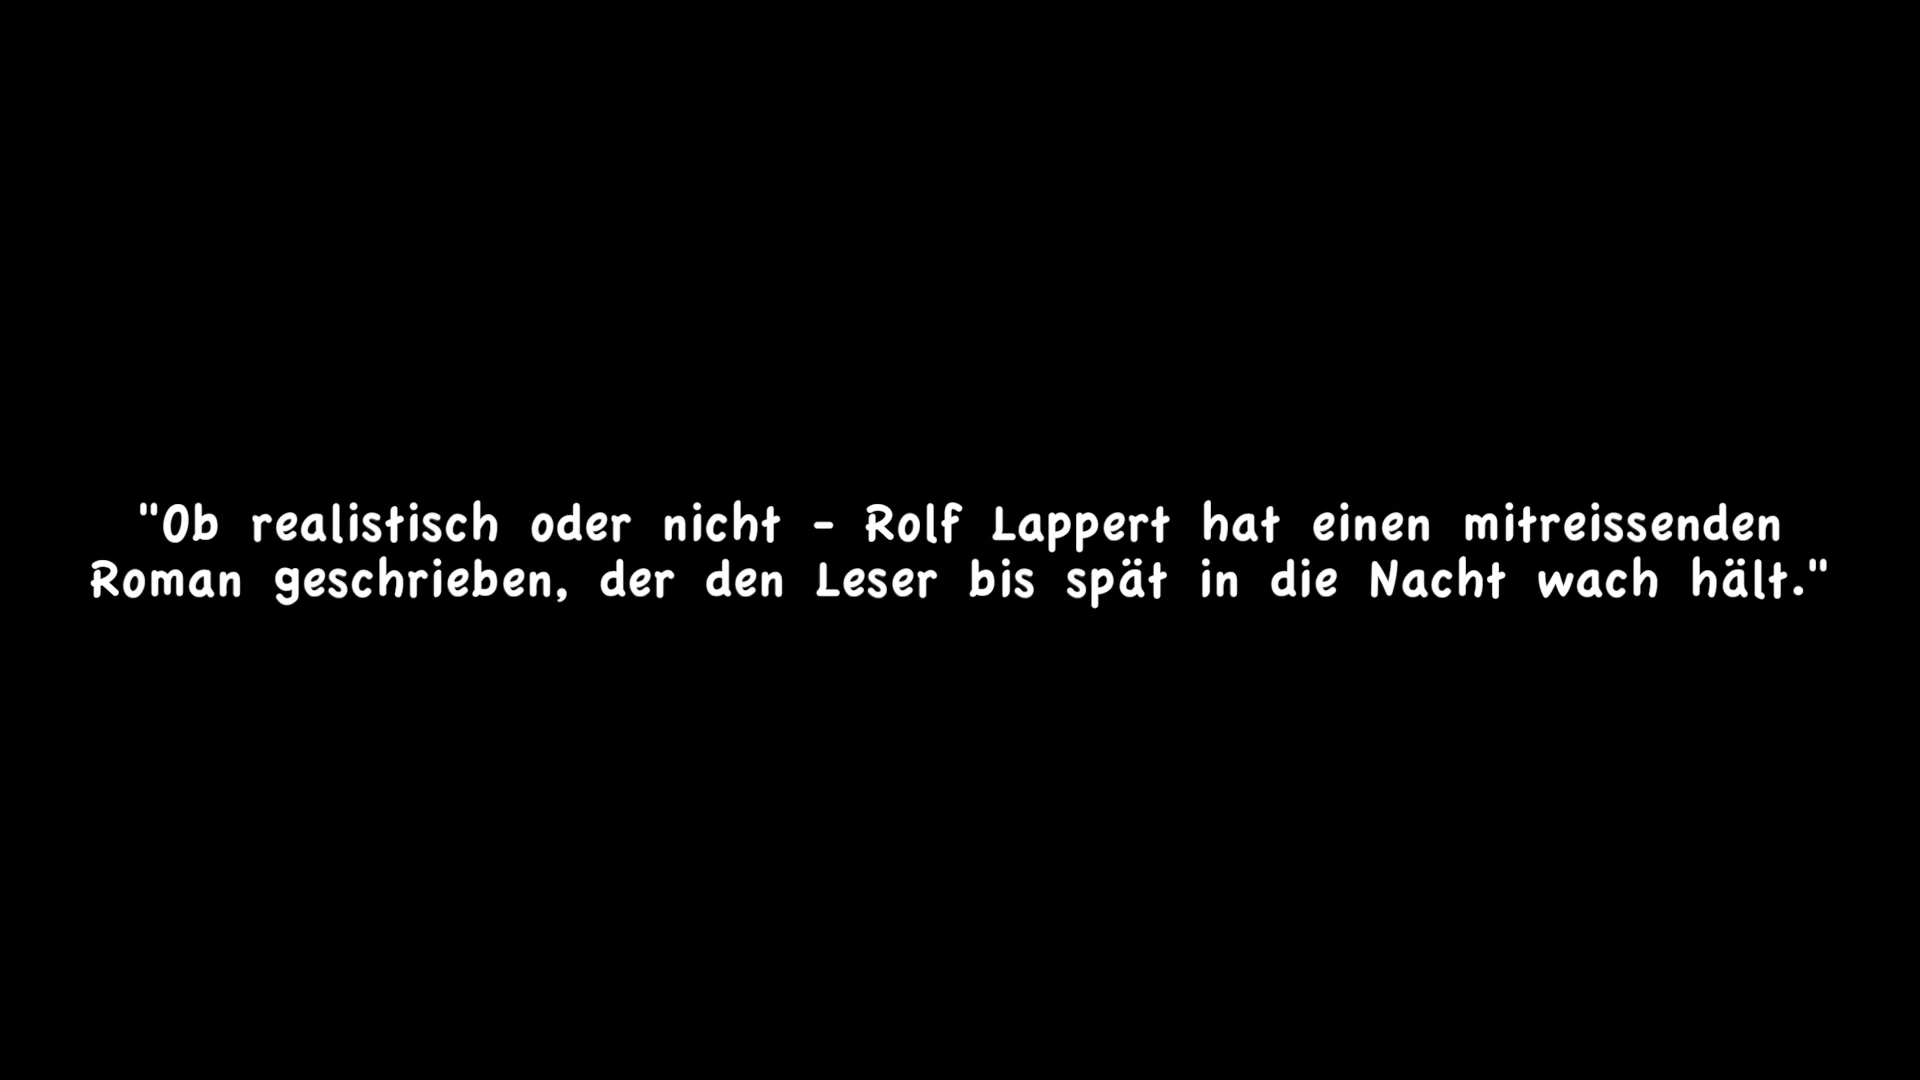 "Ob realistisch oder nicht - Rolf Lappert hat einen mitreissenden
Roman geschrieben, der den Leser bis spät in die Nacht wach hält."